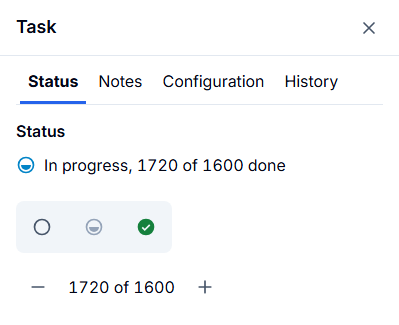 Task
Status Notes Configuration History
Status
In progress, 1720 of 1600 done
1720 of 1600